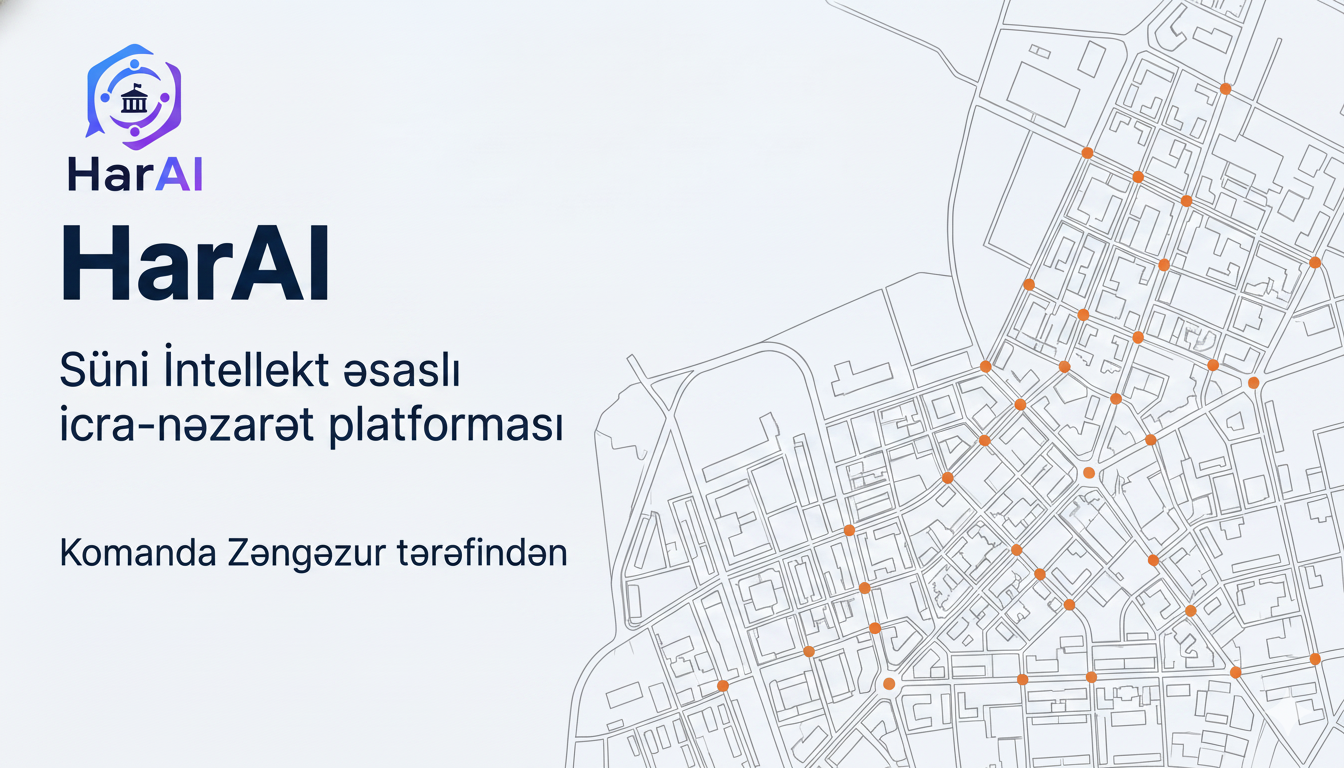 HarAI
HarAI
Süni İntellekt əsaslı
icra-nəzarət platforması
Komanda Zəngəzur tərəfindən